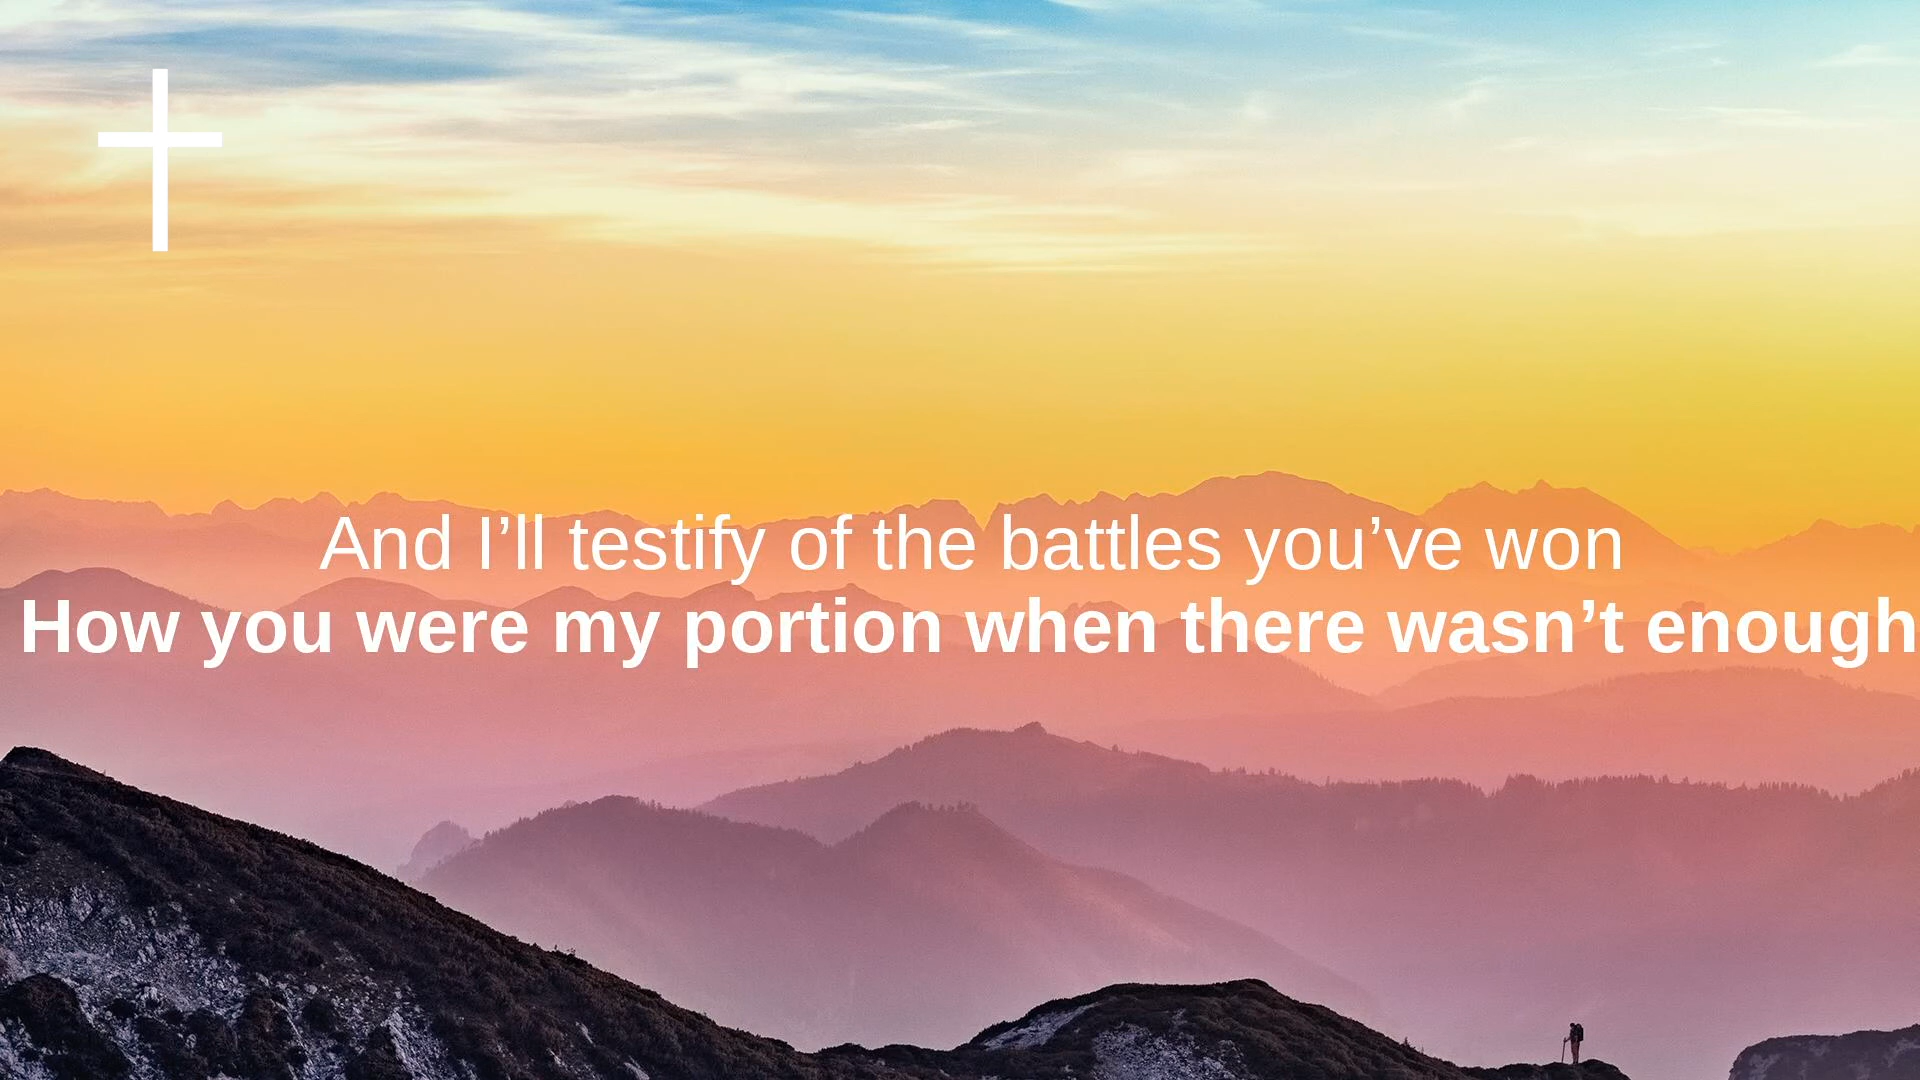 And I’ll testify of the battles you’ve won
How you were my portion when there wasn’t enough